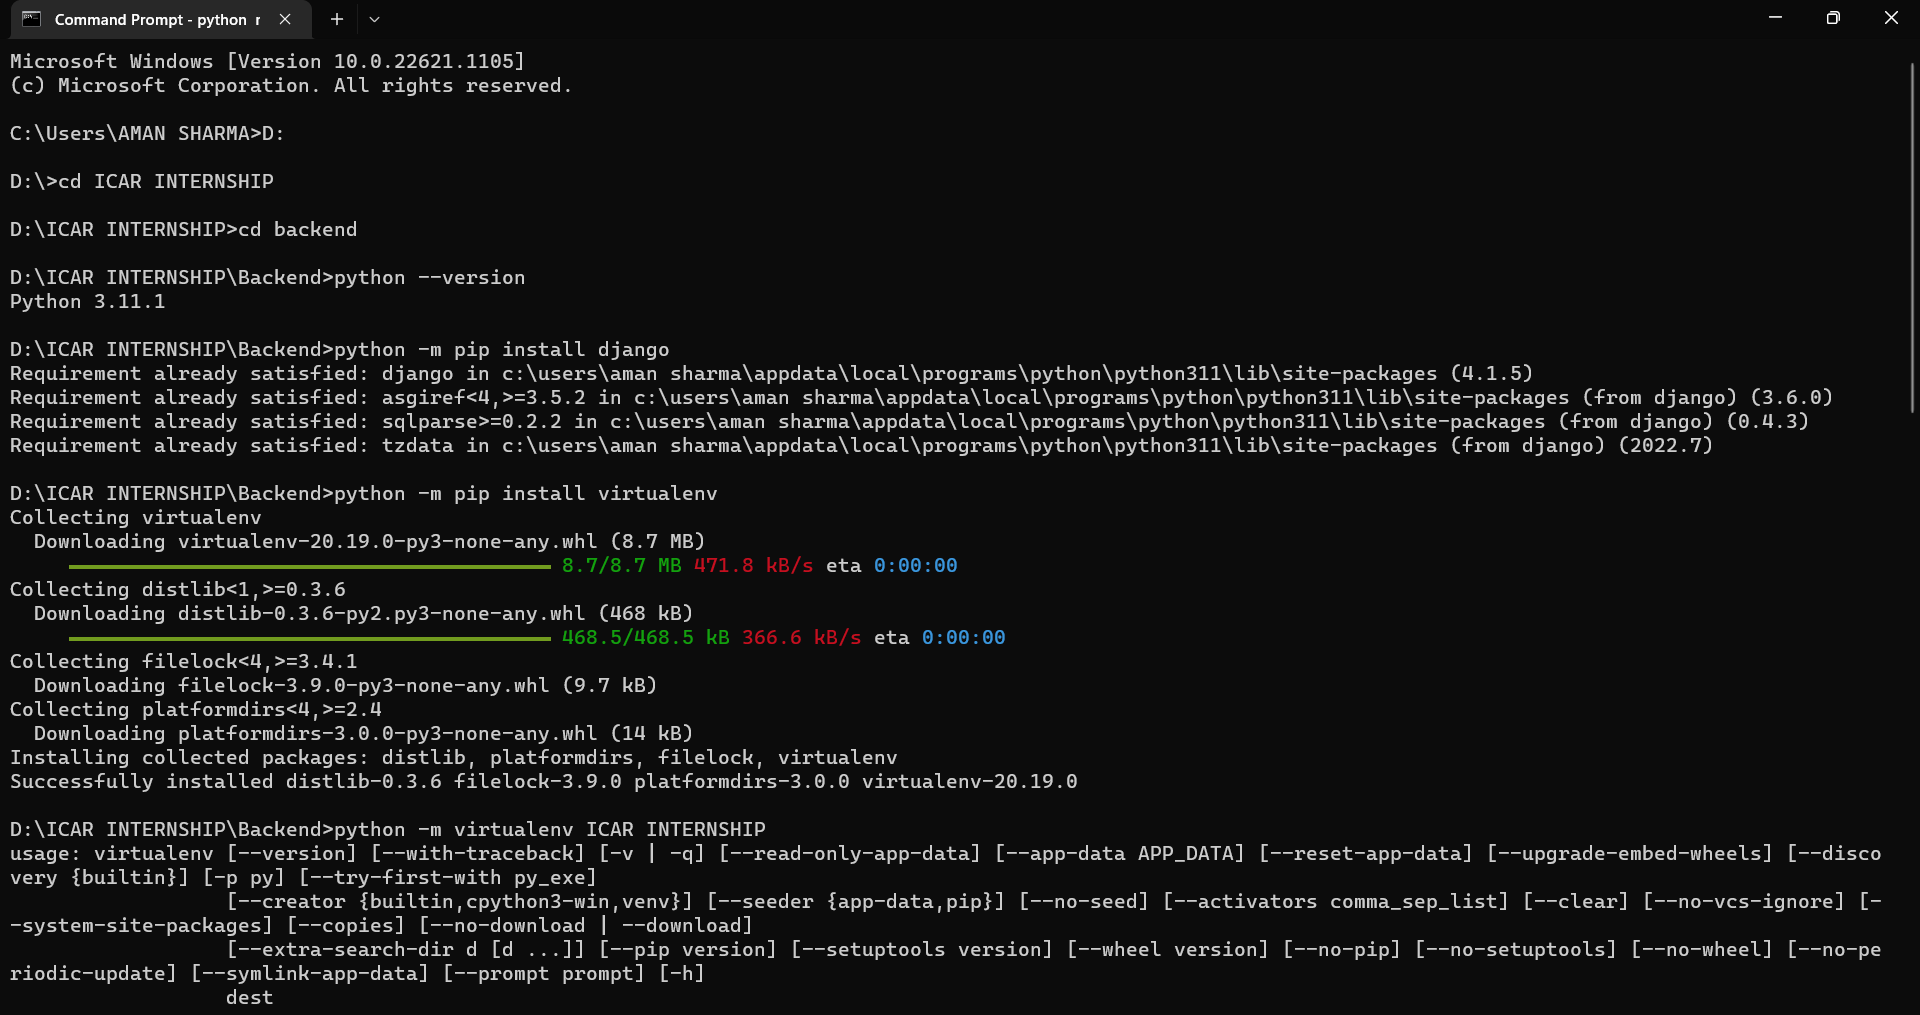 Command Prompt - python r
Microsoft Windows [Version 10.0.22621.1105]
(c) Microsoft Corporation. All rights reserved.
C:\Users\AMAN SHARMA>D:
D:\>cd ICAR INTERNSHIP
D:\ICAR INTERNSHIP>cd backend
D:\ICAR INTERNSHIP\Backend>python --version
Python 3.11.1
D:\ICAR INTERNSHIP\Backend>python -m pip install django
Requirement already satisfied: django in c:\users\aman sharma\appdata\local\programs\python\python311\lib\site-packages (4.1.5)
Requirement already satisfied: asgiref<4,>=3.5.2 in c:\users\aman sharma\appdata\local\programs\python\python311\lib\site-packages (from django) (3.6.0)
Requirement already satisfied: sqlparse>=0.2.2 in c:\users\aman sharma\appdata\local\programs\python\python311\lib\site-packages (from django) (0.4.3)
Requirement already satisfied: tzdata in c:\users\aman sharma\appdata\local\programs\python\python311\lib\site-packages (from django) (2022.7)
D:\ICAR INTERNSHIP\Backend>python -m pip install virtualenv
Collecting virtualenv
  Downloading virtualenv-20.19.0-py3-none-any.whl (8.7 MB)
8.7/8.7 MB 471.8 kB/s eta 0:00:00
Collecting distlib<1,>=0.3.6
  Downloading distlib-0.3.6-py2.py3-none-any.whl (468 kB)
468.5/468.5 kB 366.6 kB/s eta 0:00:00
Collecting filelock<4,>=3.4.1
  Downloading filelock-3.9.0-py3-none-any.whl (9.7 kB)
Collecting platformdirs<4,>=2.4
  Downloading platformdirs-3.0.0-py3-none-any.whl (14 kB)
Installing collected packages: distlib, platformdirs, filelock, virtualenv
Successfully installed distlib-0.3.6 filelock-3.9.0 platformdirs-3.0.0 virtualenv-20.19.0
D:\ICAR INTERNSHIP\Backend>python -m virtualenv ICAR INTERNSHIP
usage: virtualenv [--version] [--with-traceback] [-v | -q] [--read-only-app-data] [--app-data APP_DATA] [--reset-app-data] [--upgrade-embed-wheels] [--disco
very {builtin}] [-p py] [--try-first-with py_exe]
[--creator {builtin,cpython3-win,venv}] [--seeder {app-data,pip}] [--no-seed] [--activators comma_sep_list] [--clear] [--no-vcs-ignore] [-
-system-site-packages] [--copies] [--no-download | --download]
[--extra-search-dir d [d ...]] [--pip version] [--setuptools version] [--wheel version] [--no-pip] [--no-setuptools] [--no-wheel] [--no-pe
riodic-update] [--symlink-app-data] [--prompt prompt] [-h]
dest